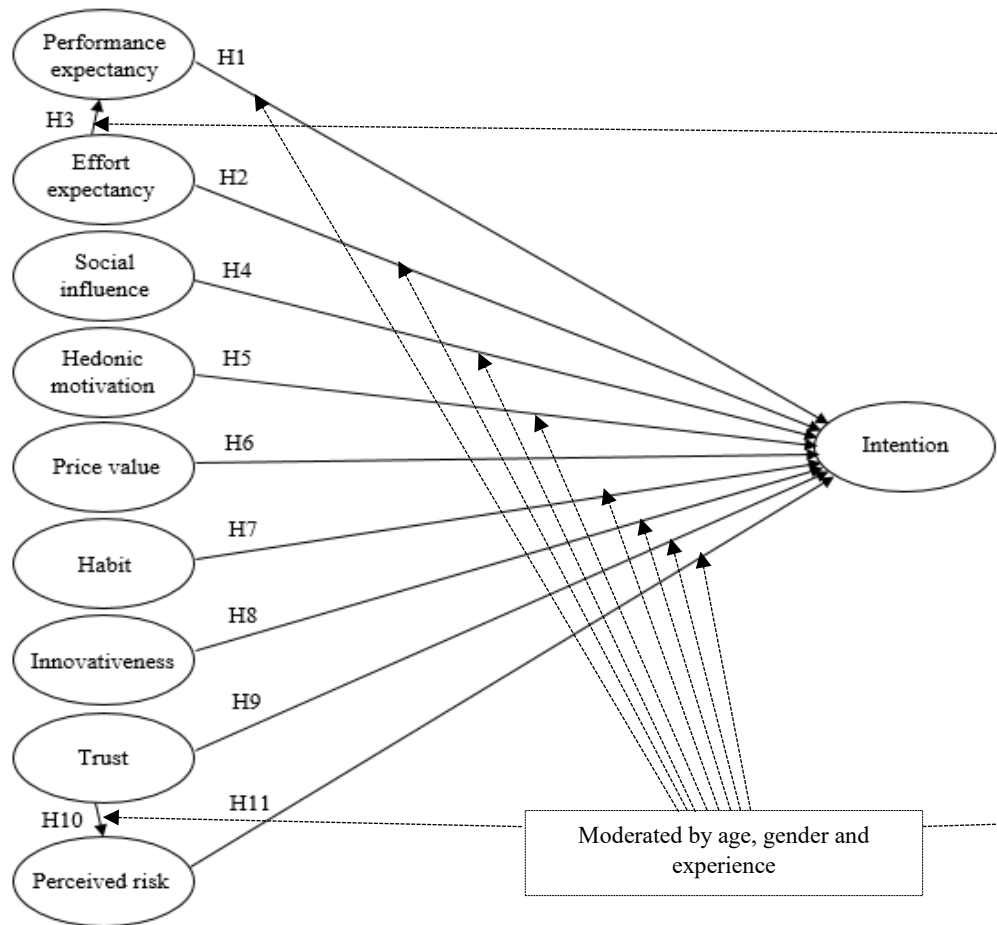 Performance
expectancy
H1
H3
Effort
expectancy
H2
Social
influence
H4
Hedonic
motivation
H5
Price value
H6
Intention
Habit
H7
Innovativeness
H8
Trust
H9
H10
H11
Perceived risk
Moderated by age, gender and
experience